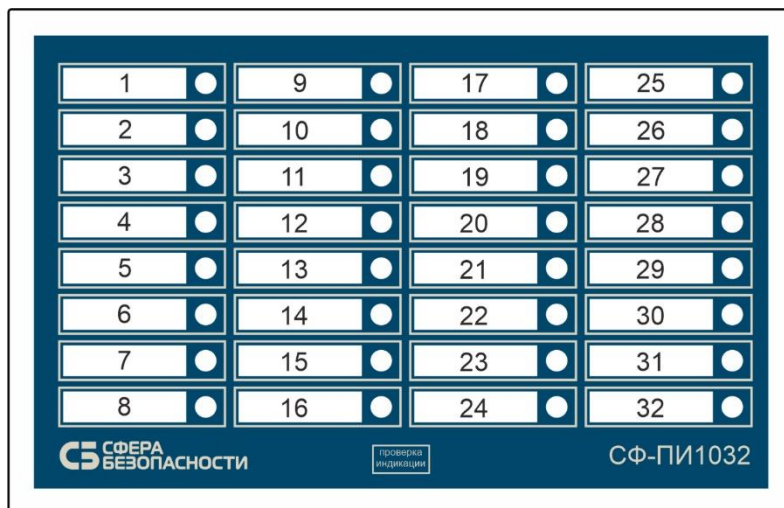 1 9 17 25
2 10 18 26
3 11 19 27
4 12 20 28
5 13 21 29
6 14 22 30
7 15 23 31
8 16 24 32
СБ СФЕРА
БЕЗОПАСНОСТИ
проверка
индикации
СФ-ПИ1032